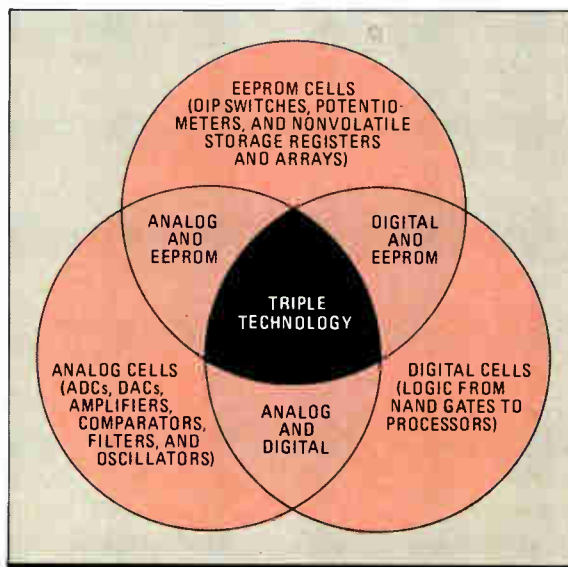 EEPROM CELLS
(DIP SWITCHES, POTENTIO-
METERS, AND NONVOLATILE
STORAGE REGISTERS
AND ARRAYS)
ANALOG
AND
EEPROM
DIGITAL
AND
EEPROM
TRIPLE
TECHNOLOGY
ANALOG CELLS
(ADCs, DACs,
AMPLIFIERS,
COMPARATORS,
FILTERS, AND
OSCILLATORS)
ANALOG
AND
DIGITAL
DIGITAL CELLS
(LOGIC FROM
NAND GATES TO
PROCESSORS)